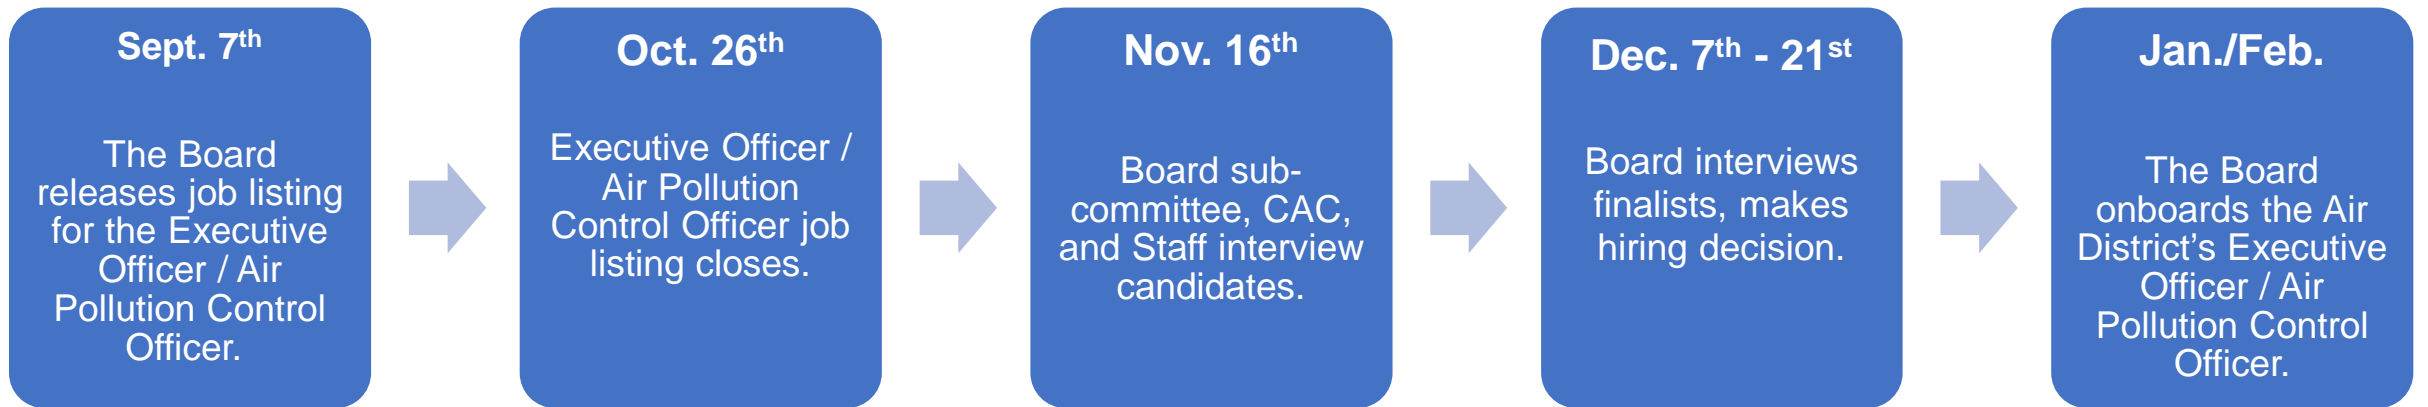 Sept. 7th
The Board
releases job listing
for the Executive
Officer / Air
Pollution Control
Officer.
Oct. 26th
Executive Officer /
Air Pollution
Control Officer job
listing closes.
Nov. 16th
Board sub-
committee, CAC,
and Staff interview
candidates.
Dec. 7th - 21st
Board interviews
finalists, makes
hiring decision.
Jan./Feb.
The Board
onboards the Air
District’s Executive
Officer / Air
Pollution Control
Officer.